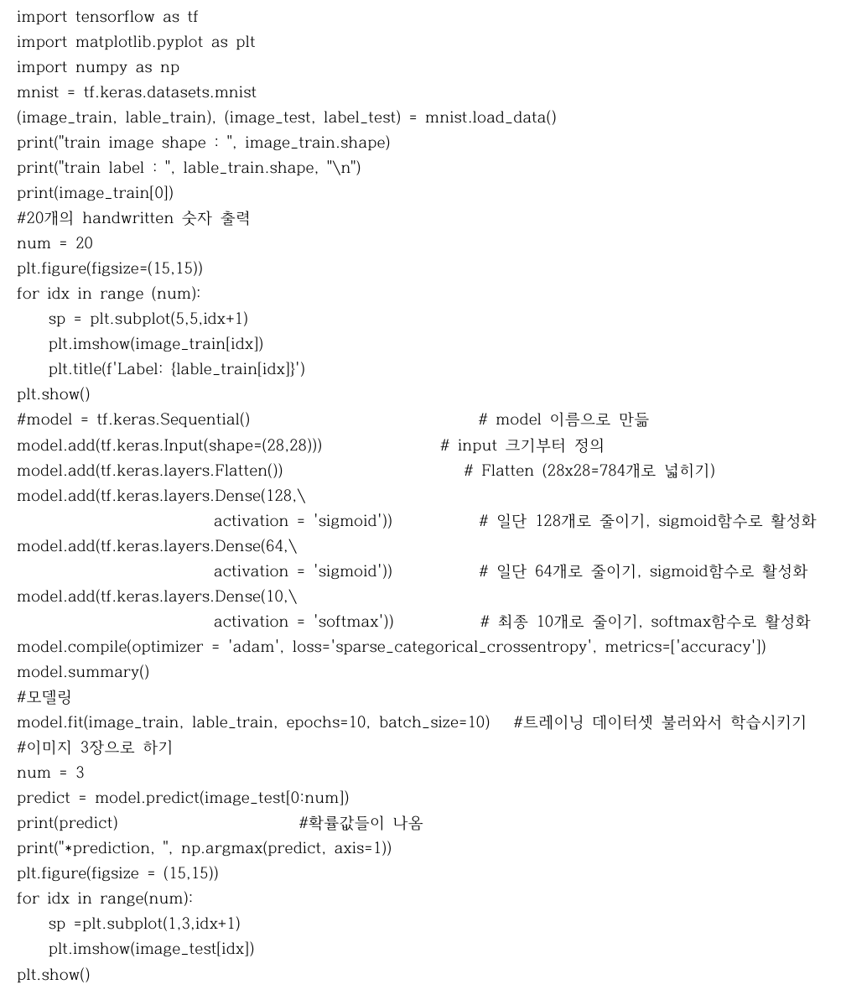 import tensorflow as tf
import matplotlib.pyplot as plt
import numpy as np
mnist = tf.keras.datasets.mnist
(image_train, lable_train), (image_test, label_test) = mnist.load_data()
print("train image shape : ", image_train.shape)
print("train label : ", lable_train.shape, "\n")
print(image_train[0])
#20개의 handwritten 숫자 출력
num = 20
plt.figure(figsize=(15,15))
for idx in range (num):
    sp = plt.subplot(5,5,idx+1)
    plt.imshow(image_train[idx])
    plt.title(f'Label: {lable_train[idx]}')
plt.show()
#model = tf.keras.Sequential() # model 이름으로 만듦
model.add(tf.keras.Input(shape=(28,28))) # input 크기부터 정의
model.add(tf.keras.layers.Flatten()) # Flatten (28x28=784개로 넓히기)
model.add(tf.keras.layers.Dense(128,\
activation = 'sigmoid')) # 일단 128개로 줄이기, sigmoid함수로 활성화
model.add(tf.keras.layers.Dense(64,\
activation = 'sigmoid')) # 일단 64개로 줄이기, sigmoid함수로 활성화
model.add(tf.keras.layers.Dense(10,\
activation = 'softmax')) # 최종 10개로 줄이기, softmax함수로 활성화
model.compile(optimizer = 'adam', loss='sparse_categorical_crossentropy', metrics=['accuracy'])
model.summary()
#모델링
model.fit(image_train, lable_train, epochs=10, batch_size=10) #트레이닝 데이터셋 불러와서 학습시키기
#이미지 3장으로 하기
num = 3
predict = model.predict(image_test[0:num])
print(predict) #확률값들이 나옴
print("*prediction, ", np.argmax(predict, axis=1))
plt.figure(figsize = (15,15))
for idx in range(num):
    sp =plt.subplot(1,3,idx+1)
    plt.imshow(image_test[idx])
plt.show()